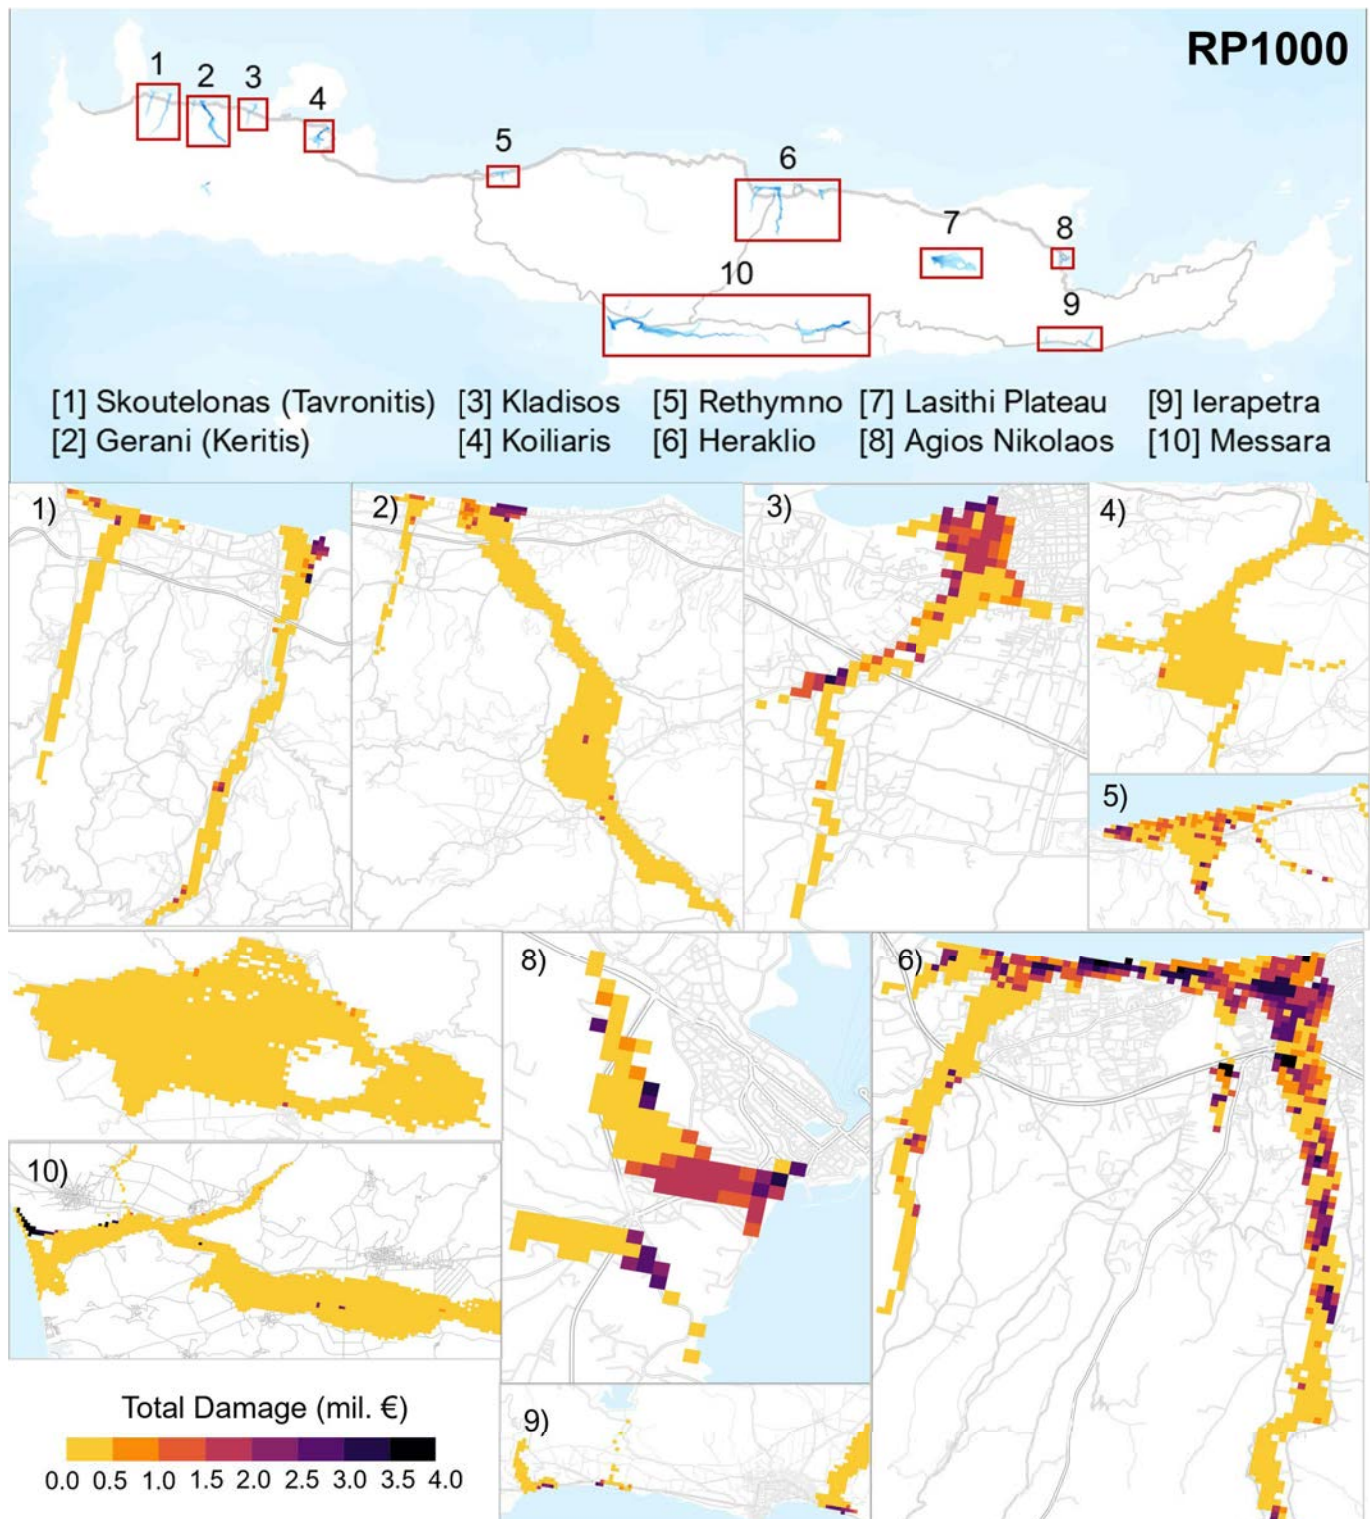 RP1000
1 2 3 4 5 6 7 8 9 10
[1] Skoutelonas (Tavronitis) [3] Kladisos [5] Rethymno [7] Lasithi Plateau [9] Ierapetra
[2] Gerani (Keritis) [4] Koiliaris [6] Heraklio [8] Agios Nikolaos [10] Messara
1) 2) 3) 4)
5)
8) 6)
10)
Total Damage (mil. €)
0.0 0.5 1.0 1.5 2.0 2.5 3.0 3.5 4.0
9)